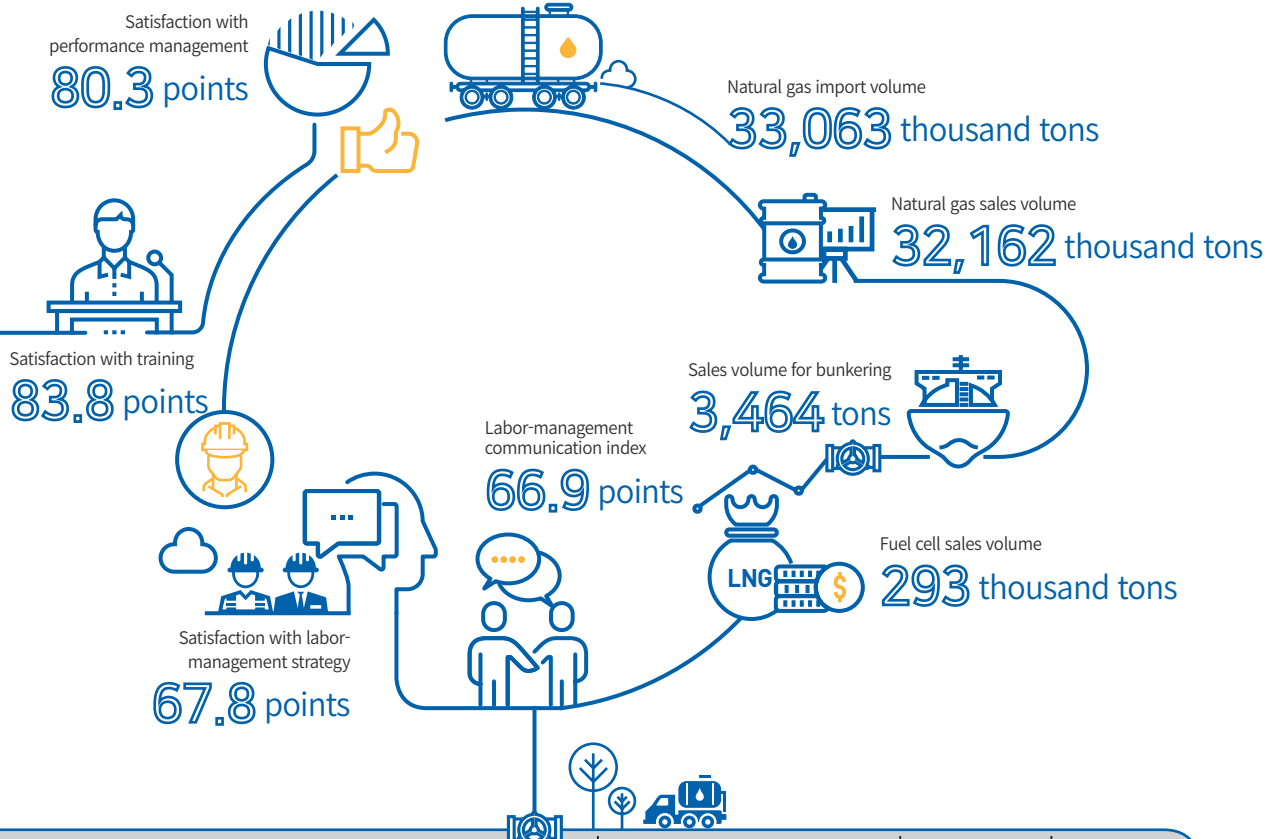 Satisfaction with
performance management
80.3 points
Natural gas import volume
33,063 thousand tons
Natural gas sales volume
32,162 thousand tons
Satisfaction with training
83.8 points
Sales volume for bunkering
3,464 tons
Labor-management
communication index
66.9 points
LNG
$
Fuel cell sales volume
293 thousand tons
Satisfaction with labor-
management strategy
67.8 points